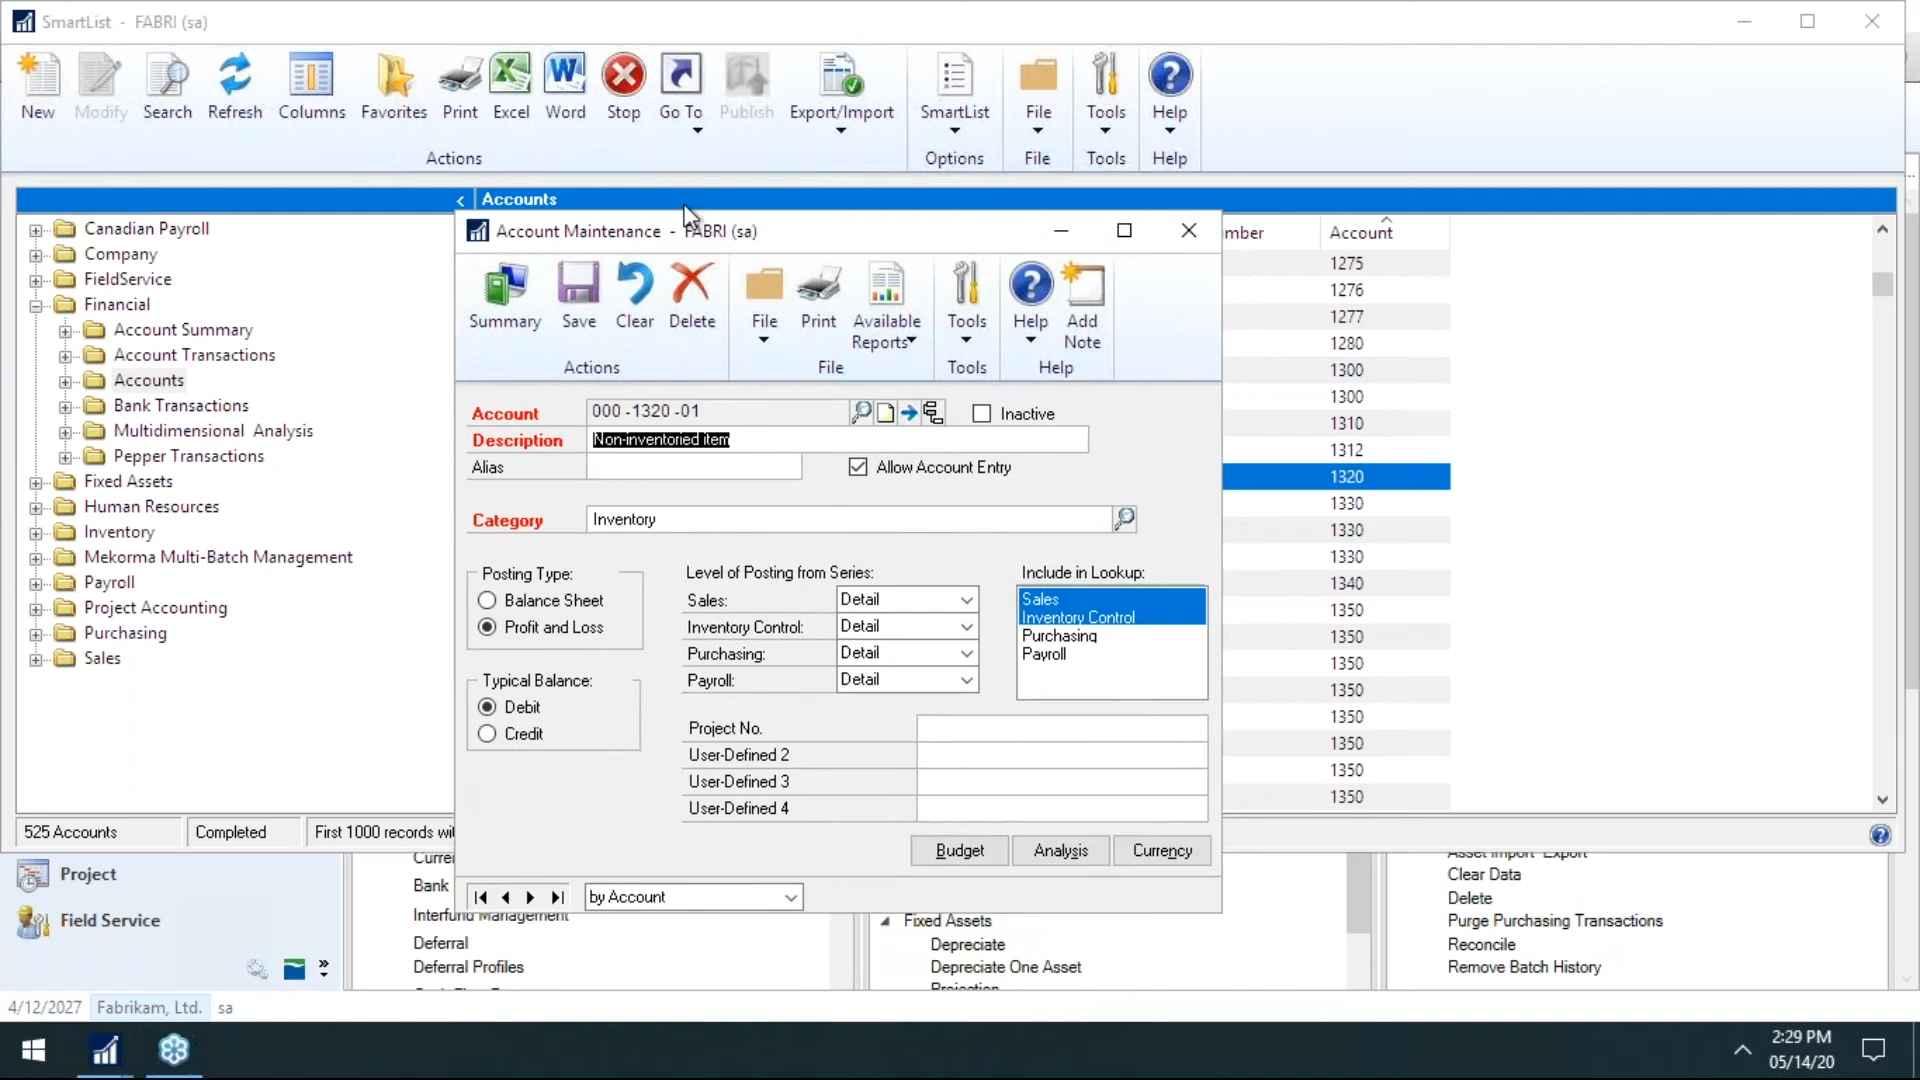 SmartList - FABRI (sa)
New Modify Search Refresh Columns Favorites Print Excel Word Stop Go To Publish Export/Import SmartList File Tools Help
Actions Options File Tools Help
< Accounts
Canadian Payroll
Company
FieldService
Financial
Account Summary
Account Transactions
Accounts
Bank Transactions
Multidimensional Analysis
Pepper Transactions
Fixed Assets
Human Resources
Inventory
Mekorma Multi-Batch Management
Payroll
Project Accounting
Purchasing
Sales
Account Maintenance - FABRI (sa)
Summary Save Clear Delete File Print Available Reports Tools Help Add Note
Actions File Tools Help
Account 000 -1320 -01 Inactive
Description Non-inventoried item
Alias Allow Account Entry
Category Inventory
Posting Type:
Balance Sheet
Profit and Loss
Typical Balance:
Debit
Credit
Level of Posting from Series:
Sales: Detail
Inventory Control: Detail
Purchasing: Detail
Payroll: Detail
Include in Lookup:
Sales
Inventory Control
Purchasing
Payroll
Project No.
User-Defined 2
User-Defined 3
User-Defined 4
Budget Analysis Currency
by Account
mber Account
1275
1276
1277
1280
1300
1300
1310
1312
1320
1330
1330
1330
1340
1350
1350
1350
1350
1350
1350
1350
1350
525 Accounts Completed First 1000 records wi
Project
Field Service
Curre
Bank
Interfund Management
Deferral
Deferral Profiles
Fixed Assets
Depreciate
Depreciate One Asset
Projection
Asset Import Export
Clear Data
Delete
Purge Purchasing Transactions
Reconcile
Remove Batch History
4/12/2027 Fabrikam, Ltd. sa
2:29 PM
05/14/20